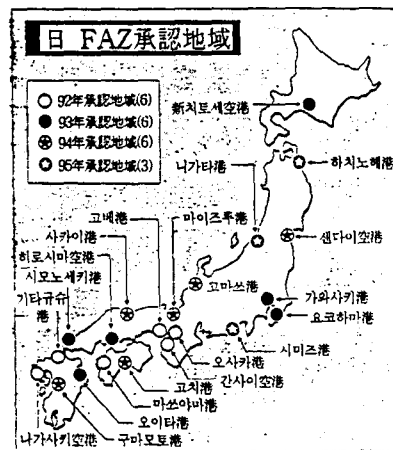 日 FAZ承認地域
92年承認地域(6)
93年承認地域(6)
94年承認地域(6)
95年承認地域(3)
新치토세空港
하치노헤港
니가타港
고베港
마이즈루港
사카이港
센다이空港
히로시마空港
고마쓰港
시모노세키港
기타규슈
港
가와사키港
요코하마港
시미즈港
오사카港
간사이空港
고치港
마쓰야마港
오이타港
나가사키空港
구마모토港